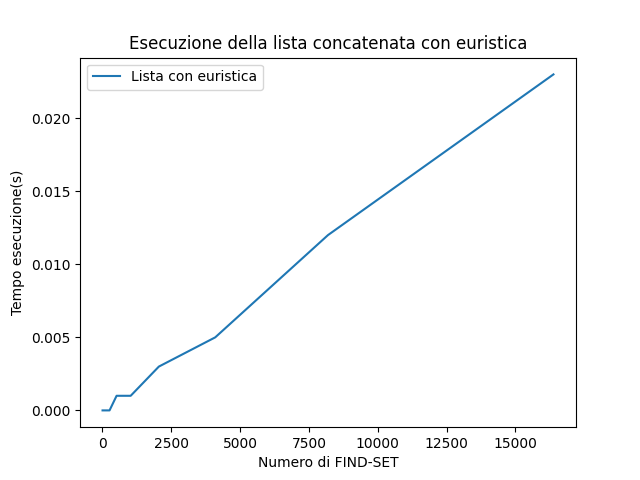 Esecuzione della lista concatenata con euristica
Lista con euristica
Tempo esecuzione(s)
0.020
0.015
0.010
0.005
0.000
0 2500 5000 7500 10000 12500 15000
Numero di FIND-SET